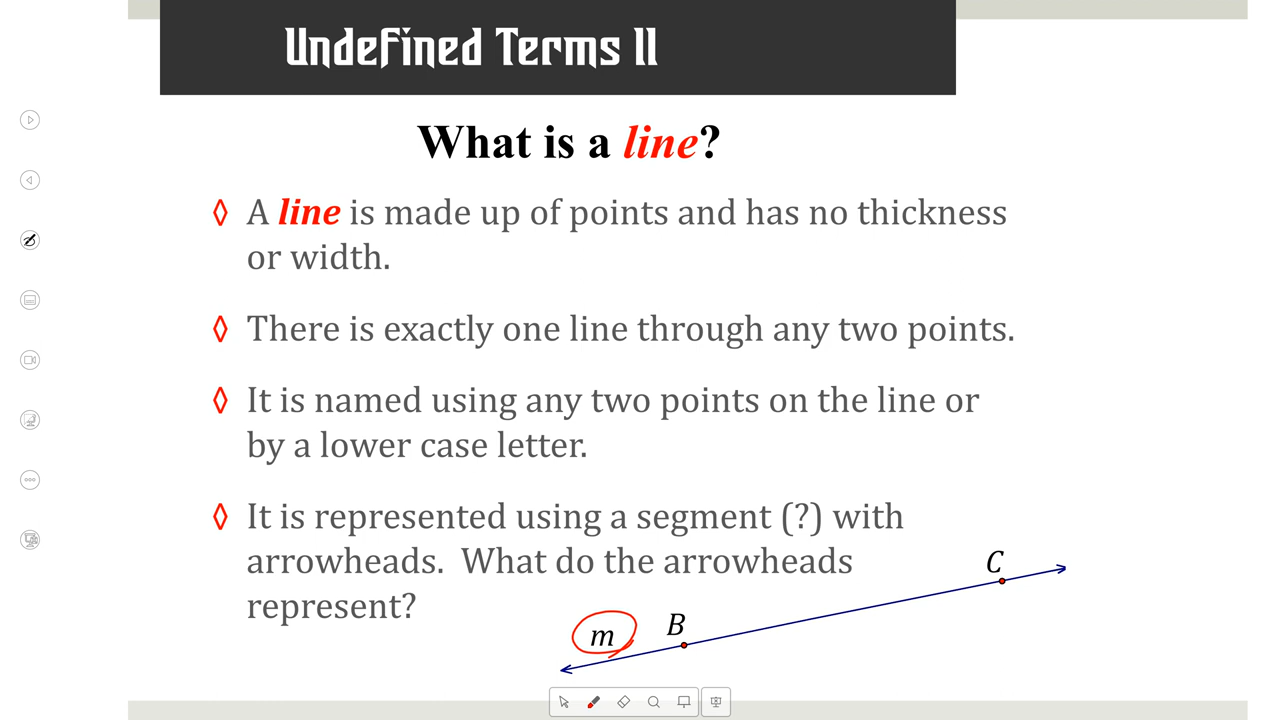 Undefined Terms II
What is a line?
◊ A line is made up of points and has no thickness
or width.
◊ There is exactly one line through any two points.
◊ It is named using any two points on the line or
by a lower case letter.
◊ It is represented using a segment (?) with
arrowheads.  What do the arrowheads
represent?
C
B
m